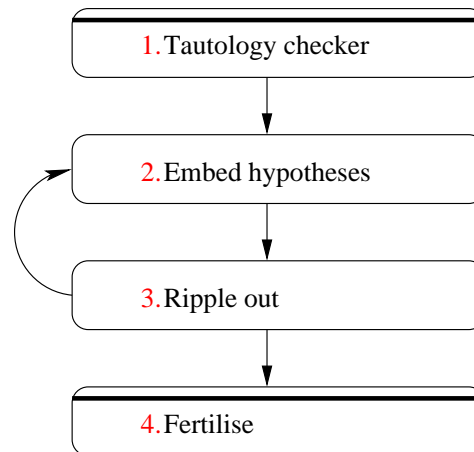 1. Tautology checker
2. Embed hypotheses
3. Ripple out
4. Fertilise